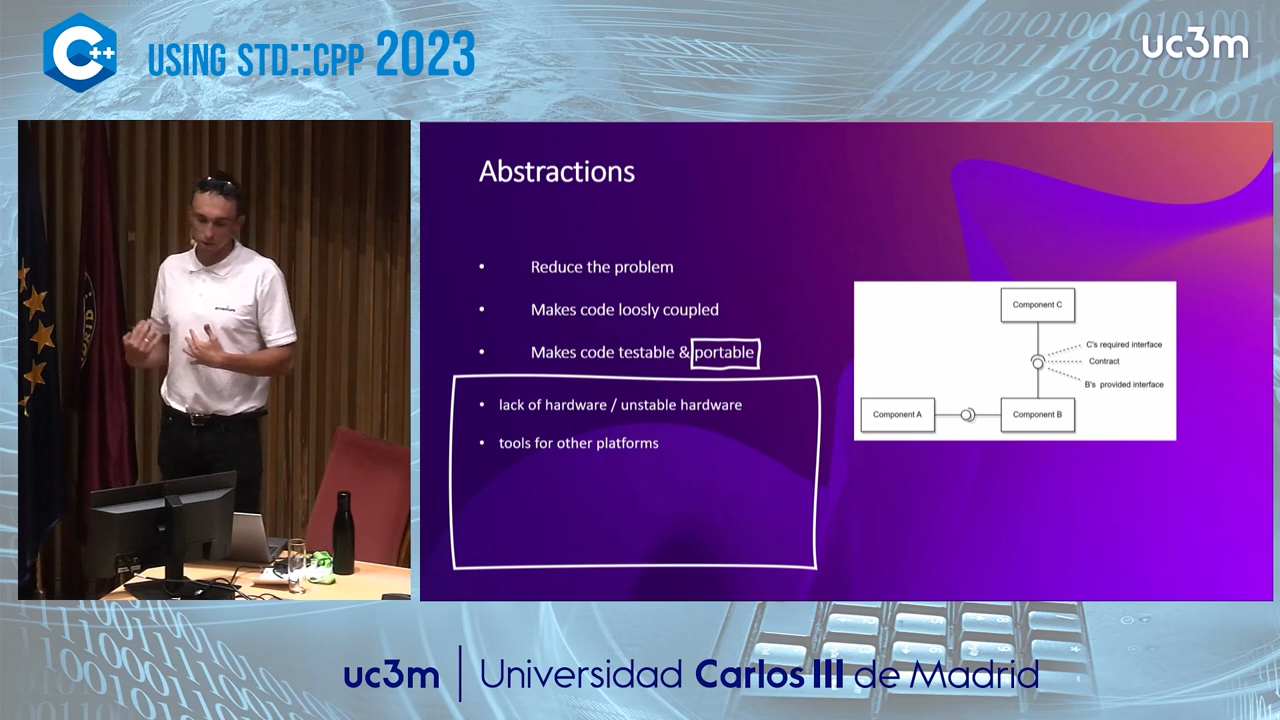 C++
USING STD::CPP 2023
uc3m
Abstractions
• Reduce the problem
• Makes code loosly coupled
• Makes code testable & portable
• lack of hardware / unstable hardware
• tools for other platforms
Component C
C's required interface
Contract
B's provided interface
Component A
Component B
uc3m | Universidad Carlos III de Madrid